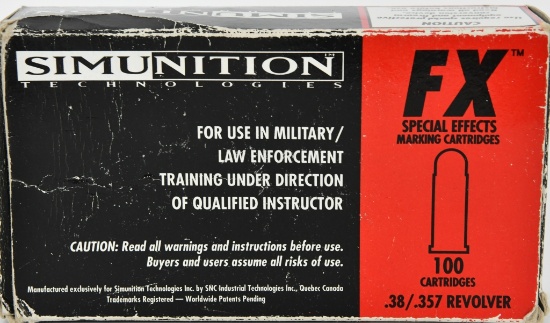 SIMUNITION™
TECHNOLOGIES
FOR USE IN MILITARY/
LAW ENFORCEMENT
TRAINING UNDER DIRECTION
OF QUALIFIED INSTRUCTOR
CAUTION: Read all warnings and instructions before use.
Buyers and users assume all risks of use.
Manufactured exclusively for Simunition Technologies Inc. by SNC Industrial Technologies Inc., Quebec Canada
Trademarks Registered — Worldwide Patents Pending
FX™
SPECIAL EFFECTS
MARKING CARTRIDGES
100
CARTRIDGES
.38/.357 REVOLVER